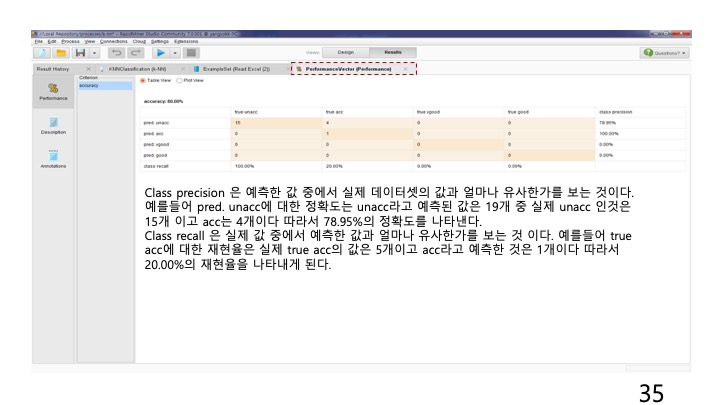 //Local Repository/processes/k-nn* – RapidMiner Studio Community 7.0.001 @ yangusik-PC
File Edit Process View Connections Cloud Settings Extensions
Views: Design Results Questions?
Result History KNNClassification (k-NN) ExampleSet (Read Excel (2)) PerformanceVector (Performance)
Performance
Description
Annotations
Criterion
accuracy
Table View Plot View
accuracy: 80.00%
true unacc true acc true vgood true good class precision
pred. unacc 15 4 0 0 78.95%
pred. acc 0 1 0 0 100.00%
pred. vgood 0 0 0 0 0.00%
pred. good 0 0 0 0 0.00%
class recall 100.00% 20.00% 0.00% 0.00%
Class precision 은 예측한 값 중에서 실제 데이터셋의 값과 얼마나 유사한가를 보는 것이다.
예를들어 pred. unacc에 대한 정확도는 unacc라고 예측된 값은 19개 중 실제 unacc 인것은
15개 이고 acc는 4개이다 따라서 78.95%의 정확도를 나타낸다.
Class recall 은 실제 값 중에서 예측한 값과 얼마나 유사한가를 보는 것 이다. 예를들어 true
acc에 대한 재현율은 실제 true acc의 값은 5개이고 acc라고 예측한 것은 1개이다 따라서
20.00%의 재현율을 나타내게 된다.
35